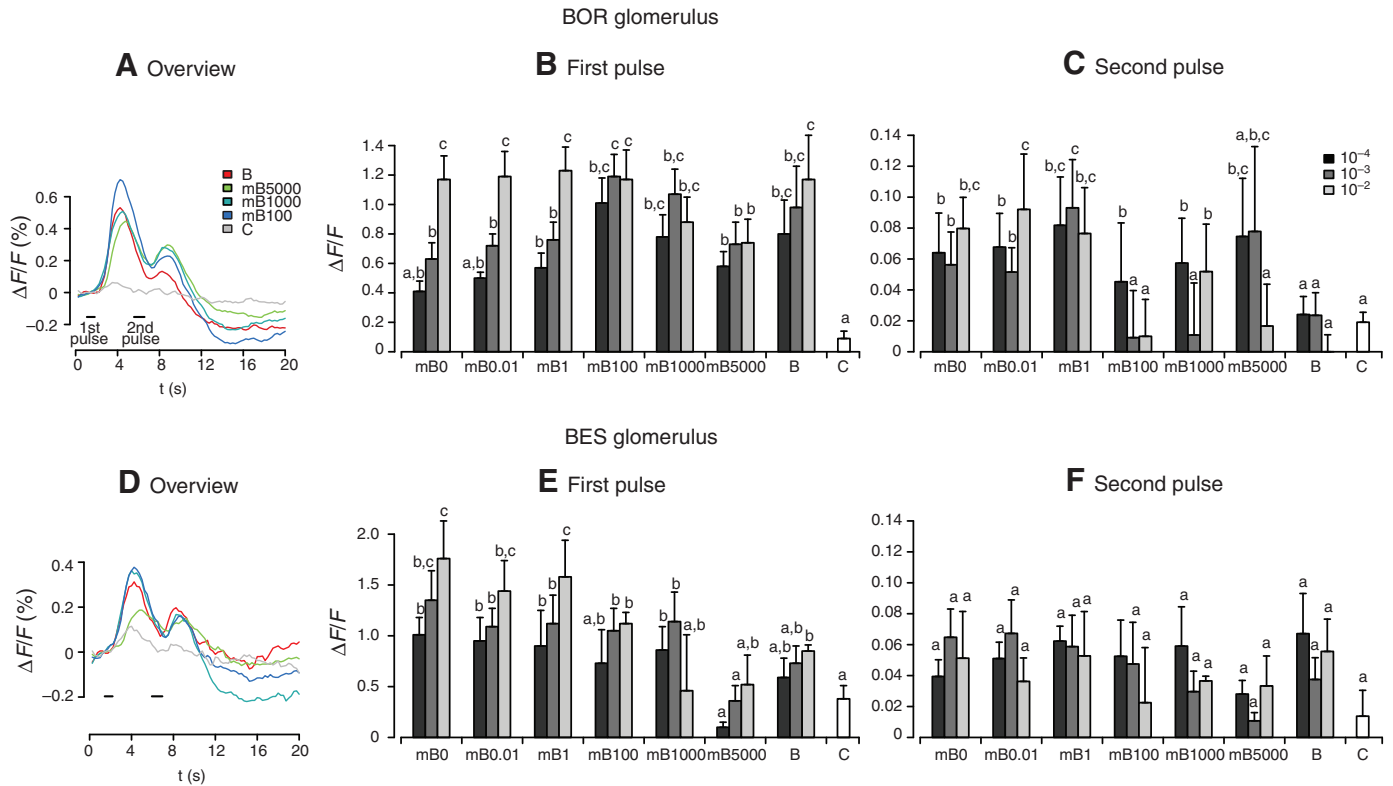 BOR glomerulus
A Overview
B First pulse
C Second pulse
B
mB5000
mB1000
mB100
C
ΔF/F (%)
0.6
0.4
0.2
0
−0.2
1st pulse
2nd pulse
0 4 8 12 16 20
t (s)
ΔF/F
1.4
1.2
1.0
0.8
0.6
0.4
0.2
0
a,b b c
b b c
b b c
b,c c c
b,c b,c b,c
b b b
b,c b,c c
a
mB0 mB0.01 mB1 mB100 mB1000 mB5000 B C
0.14
0.12
0.10
0.08
0.06
0.04
0.02
0
b b b,c
b b c
b,c c b,c
b a a
b a b
b,c a,b,c a
a a a
a
10−4
10−3
10−2
mB0 mB0.01 mB1 mB100 mB1000 mB5000 B C
BES glomerulus
D Overview
E First pulse
F Second pulse
ΔF/F (%)
0.4
0.2
0
−0.2
0 4 8 12 16 20
t (s)
ΔF/F
2.0
1.5
1.0
0.5
0
b b,c c
b b b,c
b b c
a,b b b
b b a,b
a a,b a,b
a,b a,b b
a
mB0 mB0.01 mB1 mB100 mB1000 mB5000 B C
0.14
0.12
0.10
0.08
0.06
0.04
0.02
0
a a a
a a a
a a a
a a a
a a a
a a a
a a a
a
mB0 mB0.01 mB1 mB100 mB1000 mB5000 B C